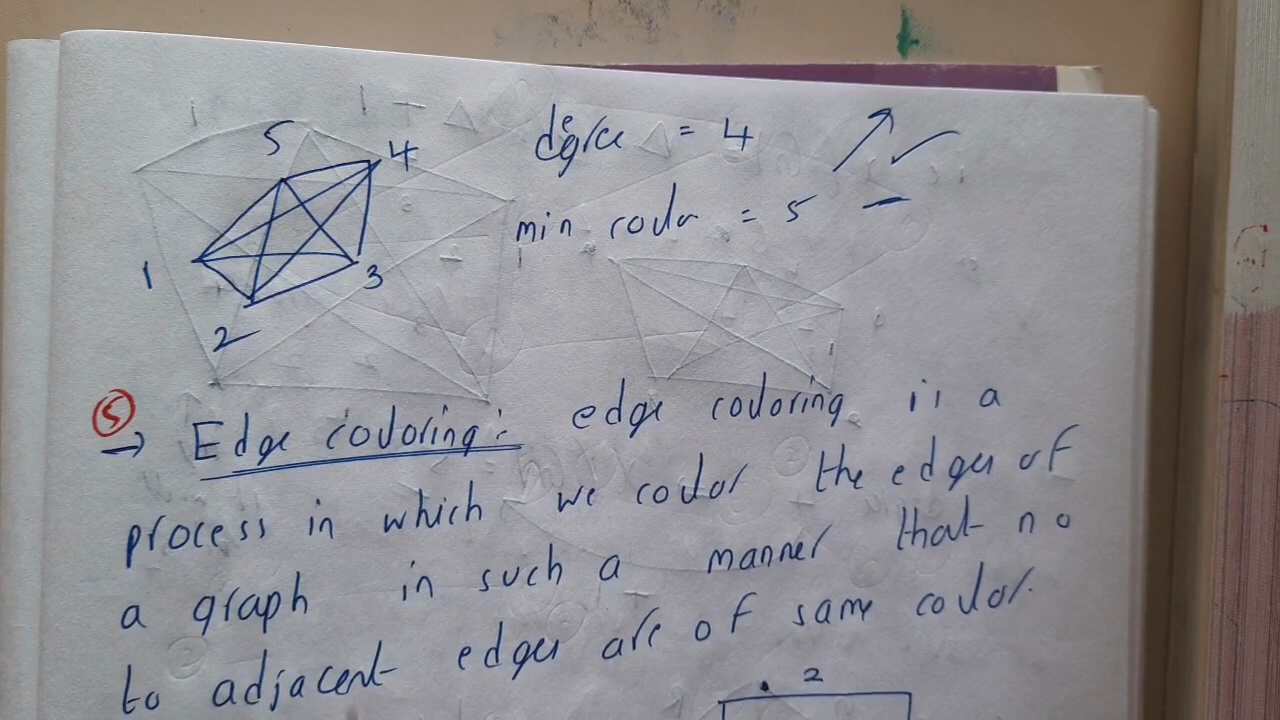 5
4
degree = 4
1
3
min color = 5
2
5
→ Edge coloring:- edge coloring is a
process in which we color the edges of
a graph in such a manner that no
to adjacent edges are of same color.
2